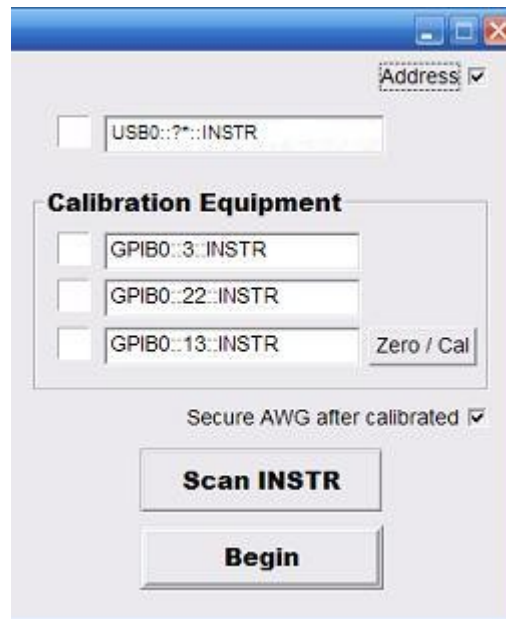 Address
USB0::?*::INSTR
Calibration Equipment
GPIB0::3::INSTR
GPIB0::22::INSTR
GPIB0::13::INSTR Zero / Cal
Secure AWG after calibrated
Scan INSTR
Begin